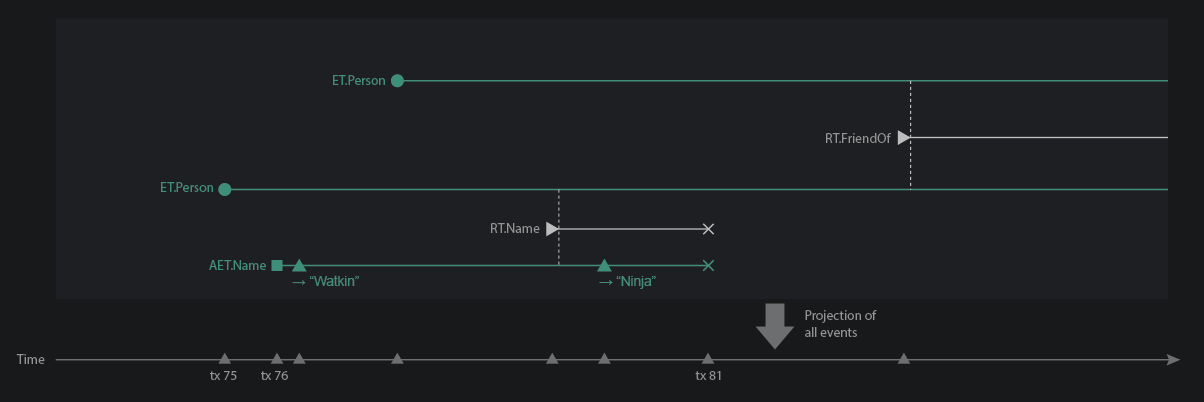 ET.Person
RT.FriendOf
ET.Person
RT.Name
AET.Name
→ “Watkin”
→ “Ninja”
Projection of
all events
Time
tx 75
tx 76
tx 81